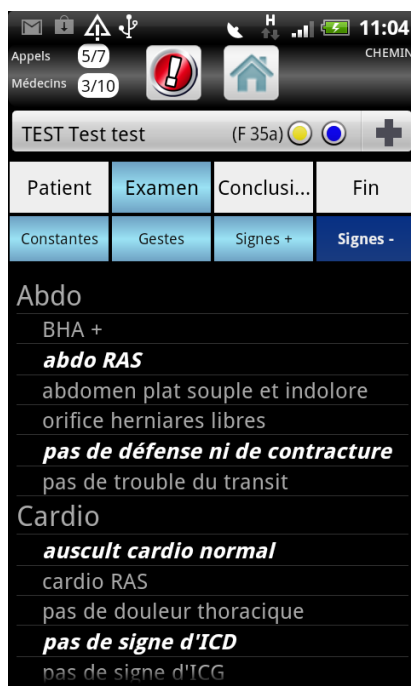 H 11:04
Appels 5/7 CHEMIN
Médecins 3/10
TEST Test test (F 35a)
Patient Examen Conclusi... Fin
Constantes Gestes Signes + Signes -
Abdo
BHA +
abdo RAS
abdomen plat souple et indolore
orifice herniares libres
pas de défense ni de contracture
pas de trouble du transit
Cardio
auscult cardio normal
cardio RAS
pas de douleur thoracique
pas de signe d'ICD
pas de signe d'ICG